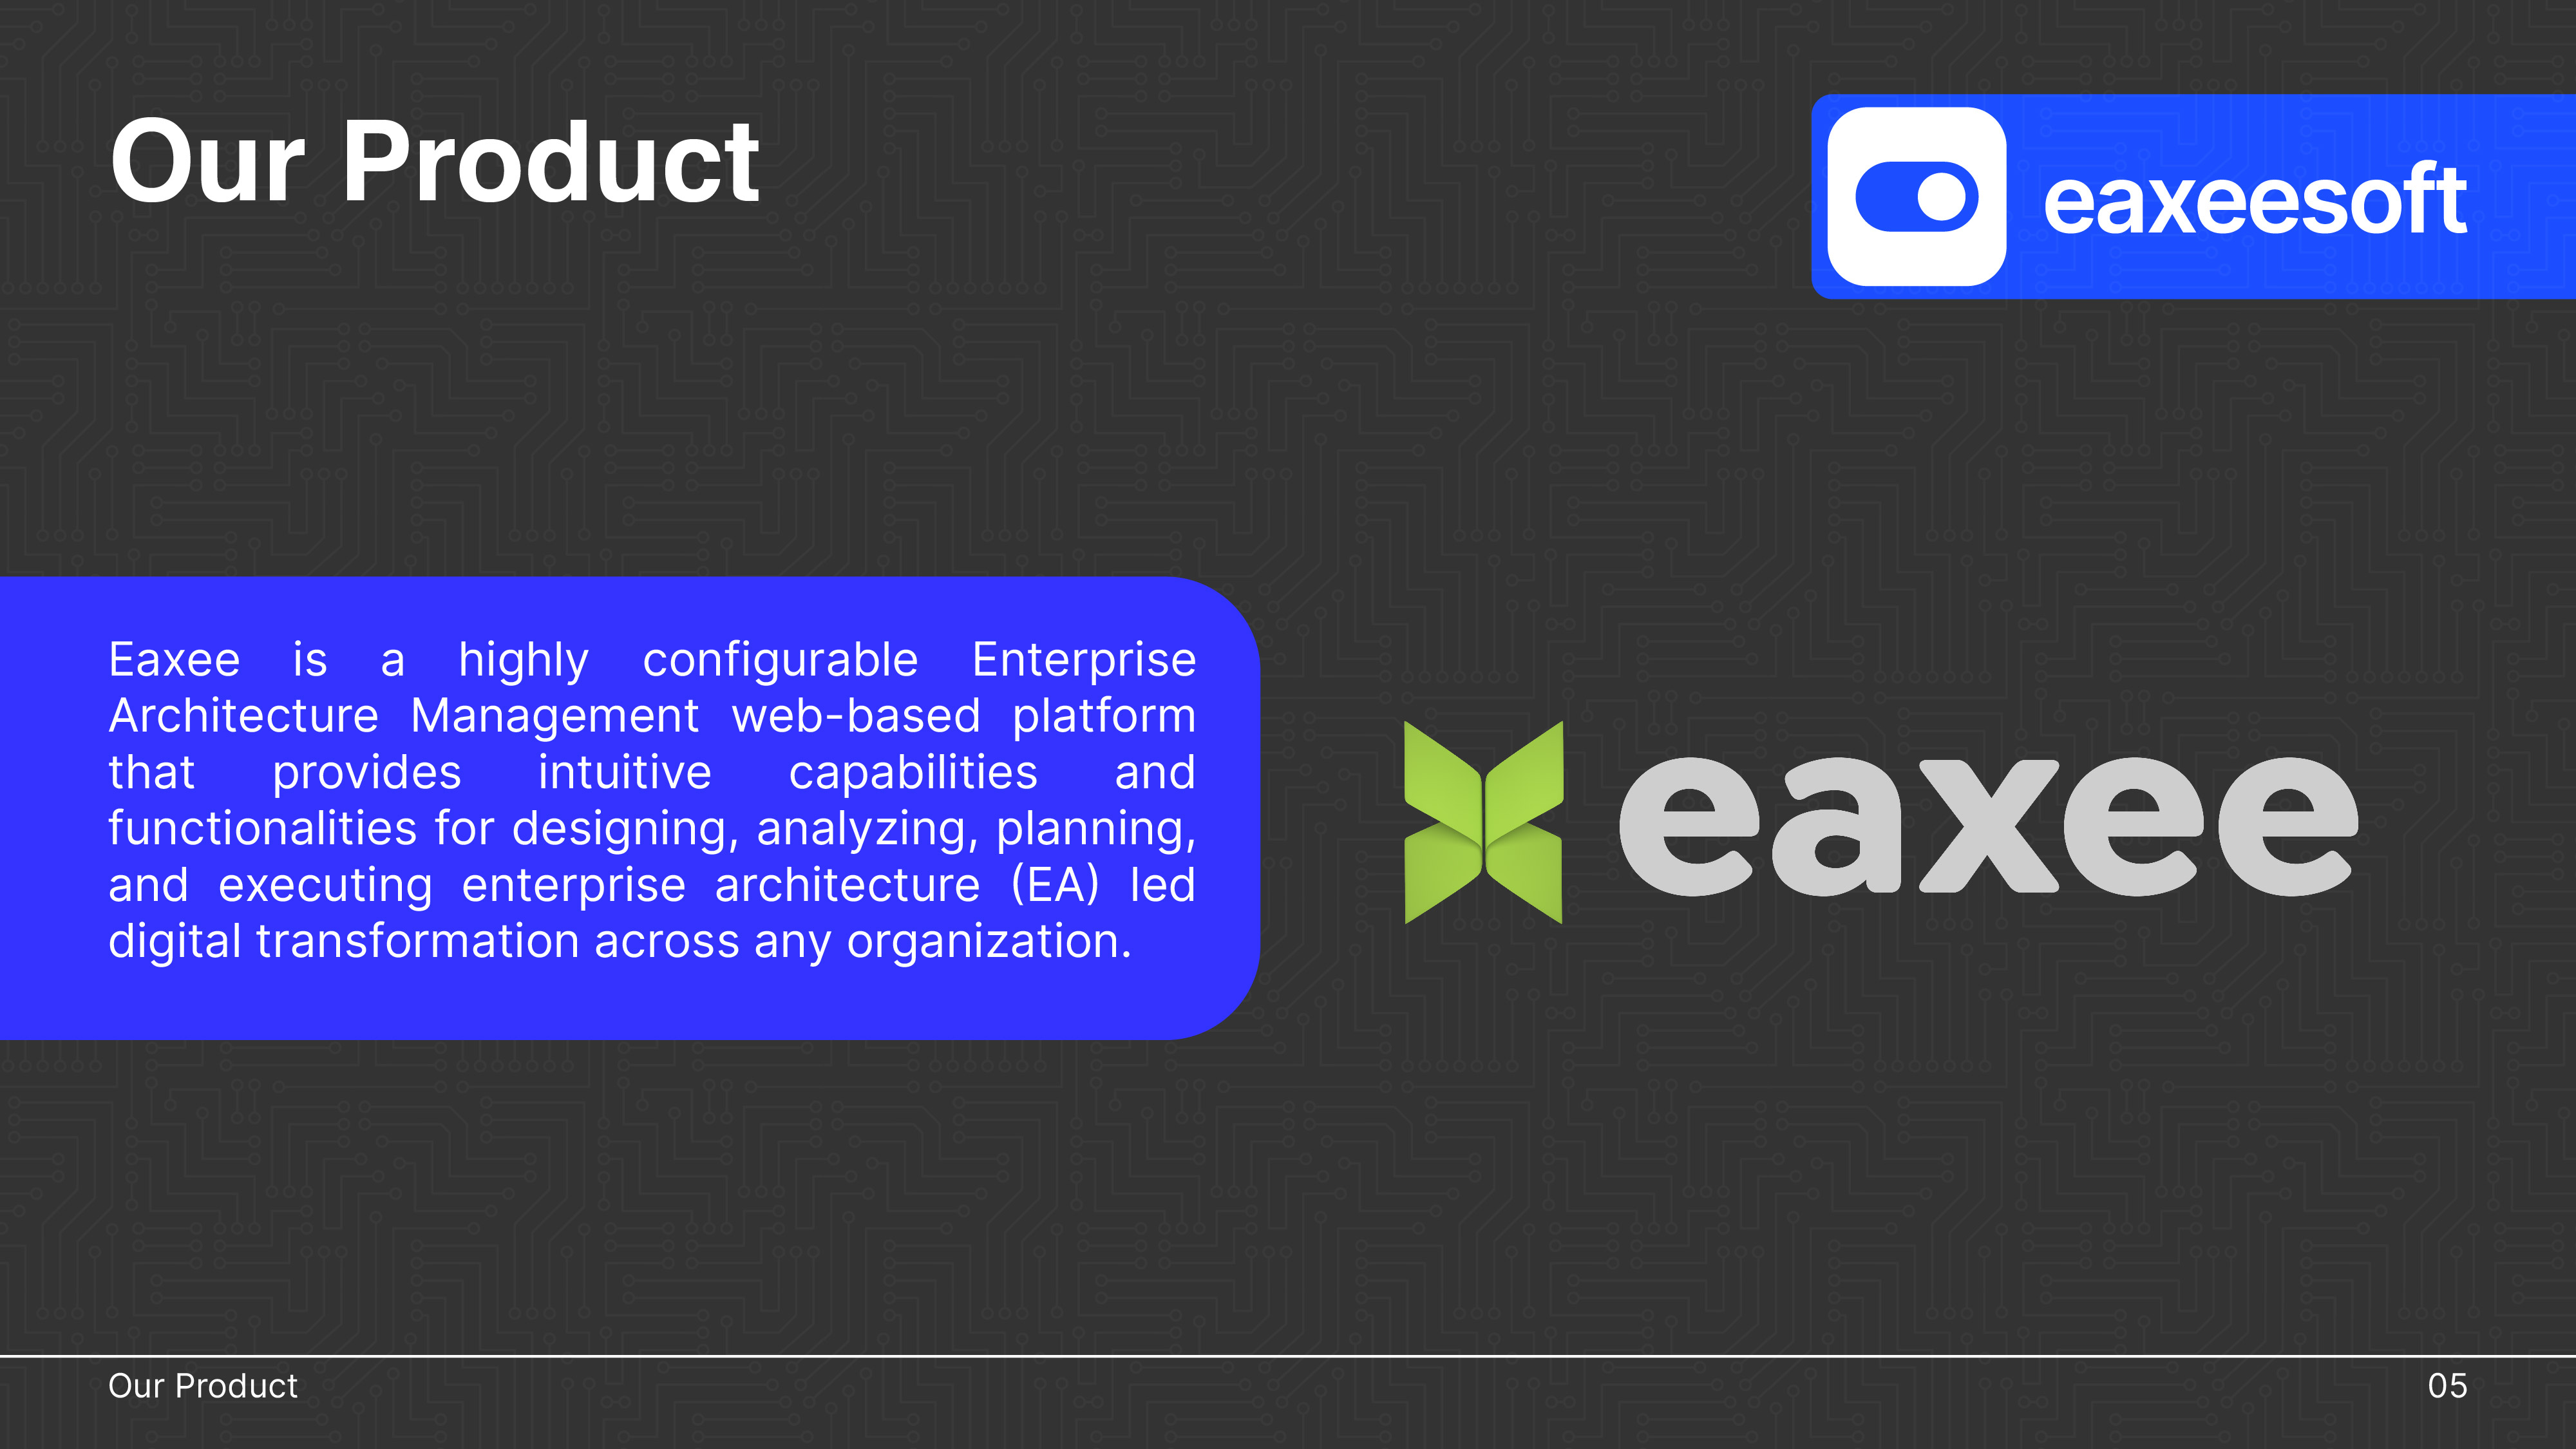 Our Product
eaxeesoft
Eaxee is a highly configurable Enterprise
Architecture Management web-based platform
that provides intuitive capabilities and
functionalities for designing, analyzing, planning,
and executing enterprise architecture (EA) led
digital transformation across any organization.
eaxee
Our Product
05